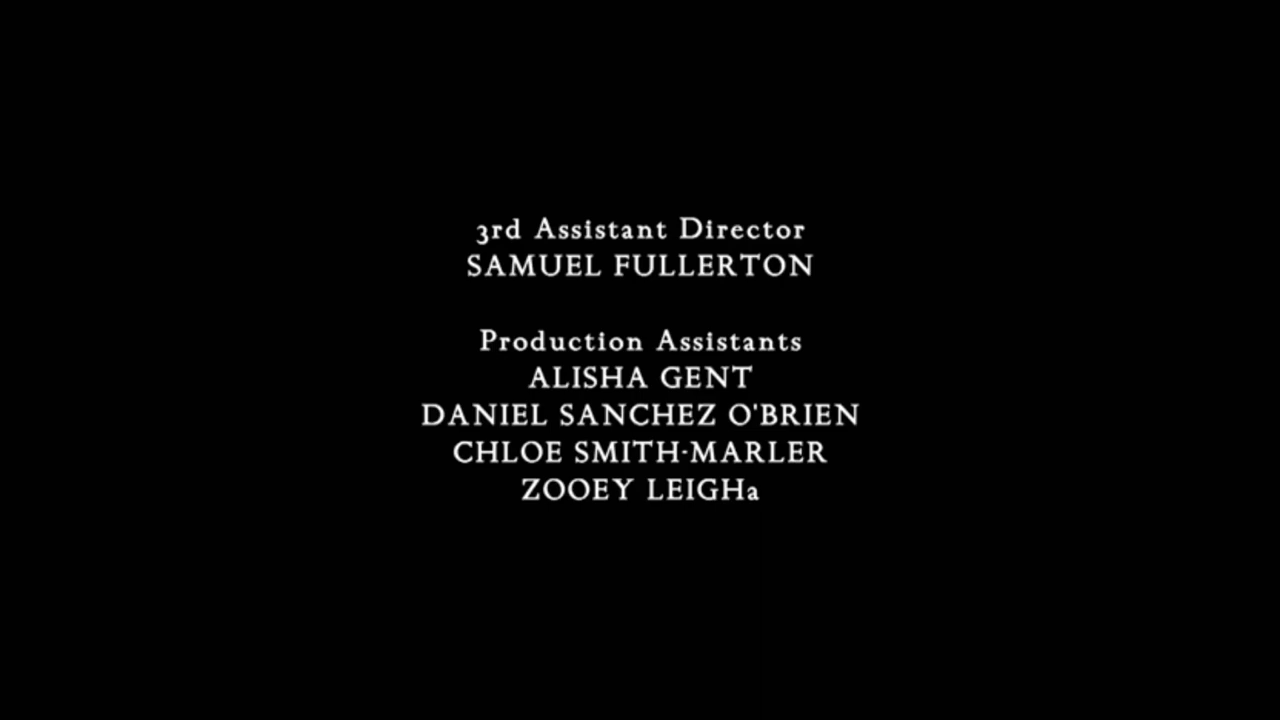 3rd Assistant Director
SAMUEL FULLERTON
Production Assistants
ALISHA GENT
DANIEL SANCHEZ O'BRIEN
CHLOE SMITH-MARLER
ZOOEY LEIGHa